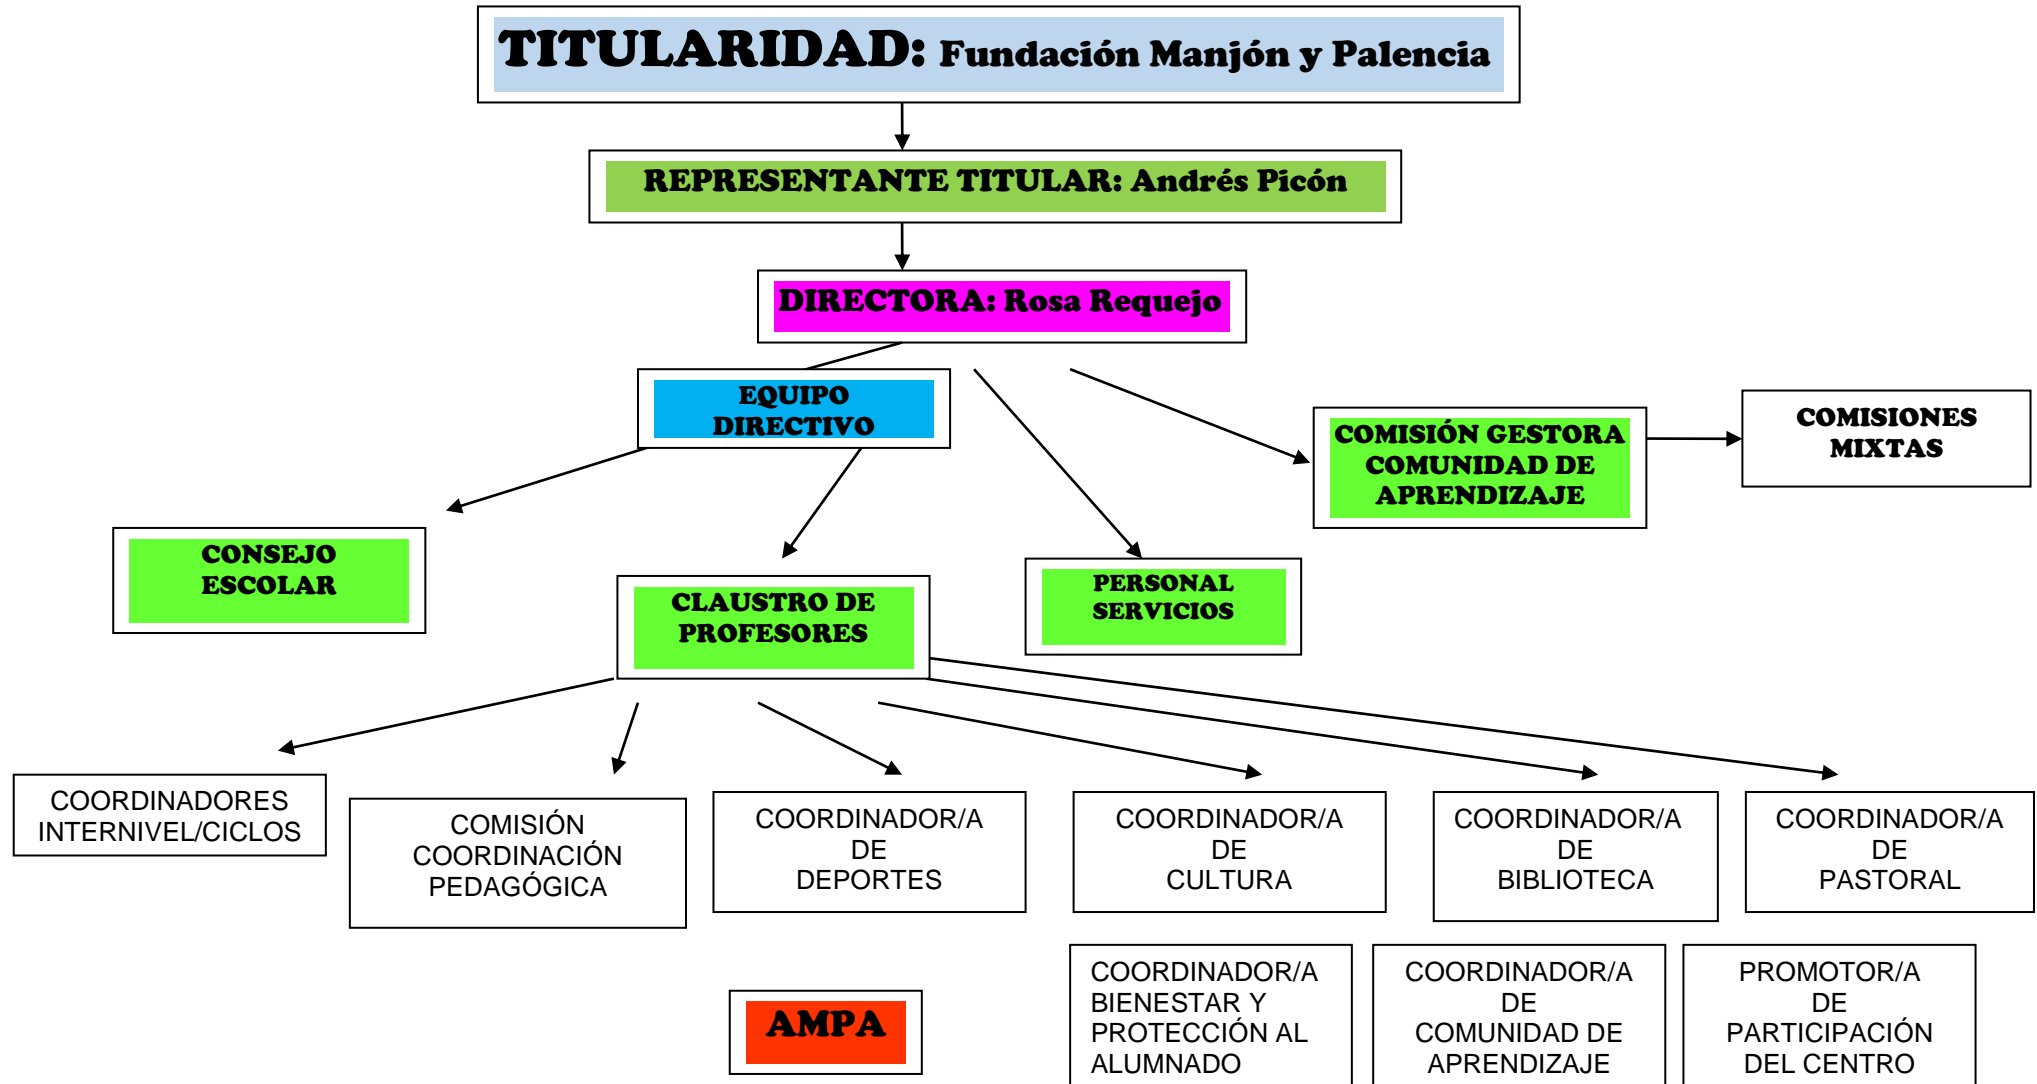 TITULARIDAD: Fundación Manjón y Palencia
REPRESENTANTE TITULAR: Andrés Picón
DIRECTORA: Rosa Requejo
EQUIPO
DIRECTIVO
COMISIÓN GESTORA
COMUNIDAD DE
APRENDIZAJE
COMISIONES
MIXTAS
CONSEJO
ESCOLAR
CLAUSTRO DE
PROFESORES
PERSONAL
SERVICIOS
COORDINADORES
INTERNIVEL/CICLOS
COMISIÓN
COORDINACIÓN
PEDAGÓGICA
COORDINADOR/A
DE
DEPORTES
COORDINADOR/A
DE
CULTURA
COORDINADOR/A
DE
BIBLIOTECA
COORDINADOR/A
DE
PASTORAL
AMPA
COORDINADOR/A
BIENESTAR Y
PROTECCIÓN AL
ALUMNADO
COORDINADOR/A
DE
COMUNIDAD DE
APRENDIZAJE
PROMOTOR/A
DE
PARTICIPACIÓN
DEL CENTRO